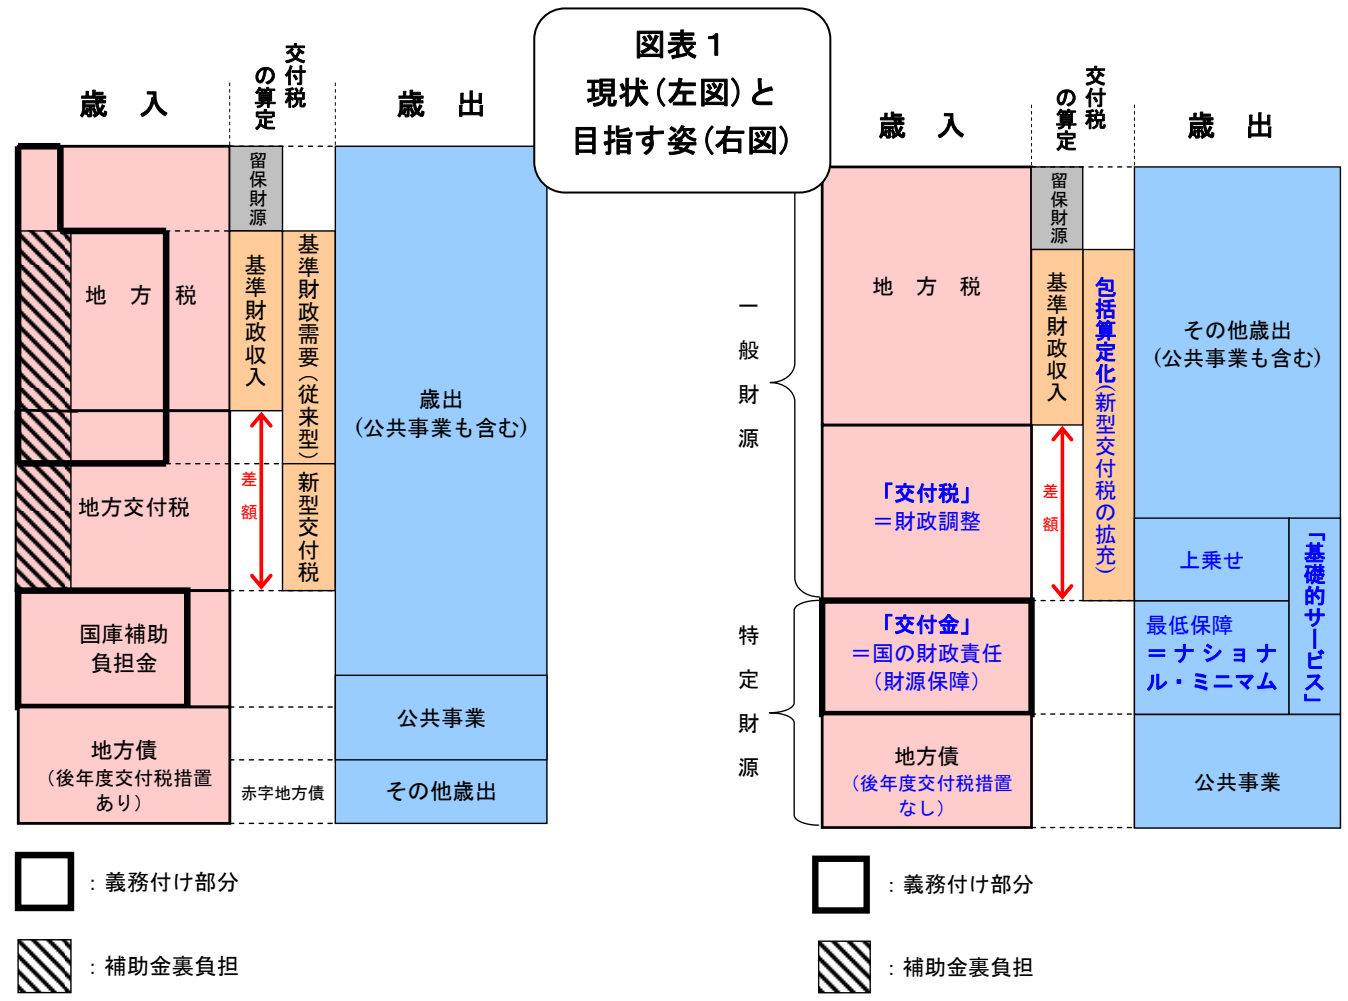 図表１
現状（左図）と
目指す姿（右図）
歳　入
交付税
の算定
歳　出
留保財源
地　方　税
基準財政収入
基準財政需要（従来型）
歳出
（公共事業も含む）
差
額
新型交付税
地方交付税
国庫補助
負担金
公共事業
地方債
（後年度交付税措置
あり）
赤字地方債
その他歳出
：義務付け部分
：補助金裏負担
歳　入
交付税
の算定
歳　出
一般財源
留保財源
地　方　税
基準財政収入
包括算定化（新型交付税の拡充）
その他歳出
（公共事業も含む）
「交付税」
＝財政調整
差
額
上乗せ
「基礎的サービス」
特定財源
「交付金」
＝国の財政責任
（財源保障）
最低保障
＝ナショナ
ル・ミニマム
地方債
（後年度交付税措置
なし）
公共事業
：義務付け部分
：補助金裏負担